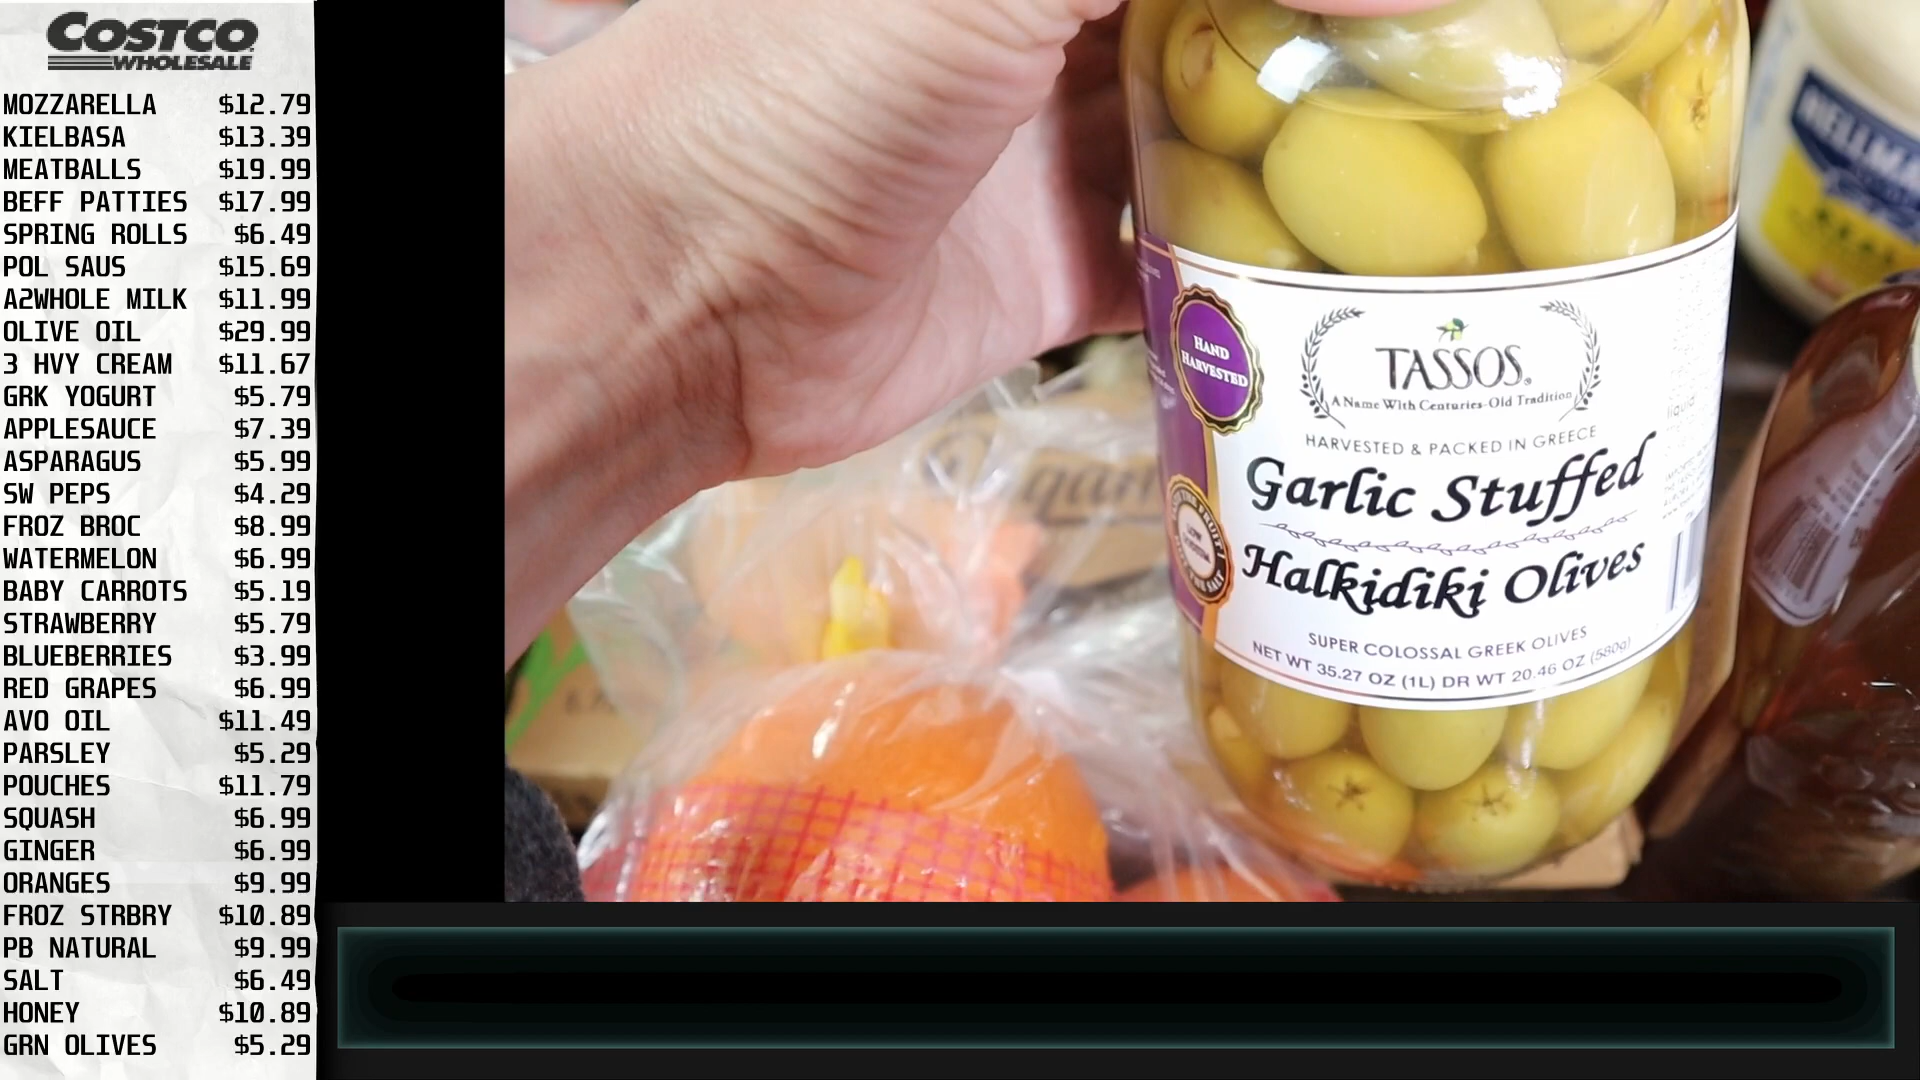 COSTCO
WHOLESALE
MOZZARELLA $12.79
KIELBASA $13.39
MEATBALLS $19.99
BEFF PATTIES $17.99
SPRING ROLLS $6.49
POL SAUS $15.69
A2WHOLE MILK $11.99
OLIVE OIL $29.99
3 HVY CREAM $11.67
GRK YOGURT $5.79
APPLESAUCE $7.39
ASPARAGUS $5.99
SW PEPS $4.29
FROZ BROC $8.99
WATERMELON $6.99
BABY CARROTS $5.19
STRAWBERRY $5.79
BLUEBERRIES $3.99
RED GRAPES $6.99
AVO OIL $11.49
PARSLEY $5.29
POUCHES $11.79
SQUASH $6.99
GINGER $6.99
ORANGES $9.99
FROZ STRBRY $10.89
PB NATURAL $9.99
SALT $6.49
HONEY $10.89
GRN OLIVES $5.29
HAND
HARVESTED
TASSOS®
A Name With Centuries-Old Tradition
HARVESTED & PACKED IN GREECE
Garlic Stuffed
Halkidiki Olives
SUPER COLOSSAL GREEK OLIVES
NET WT 35.27 OZ (1L) DR WT 20.46 OZ (580g)